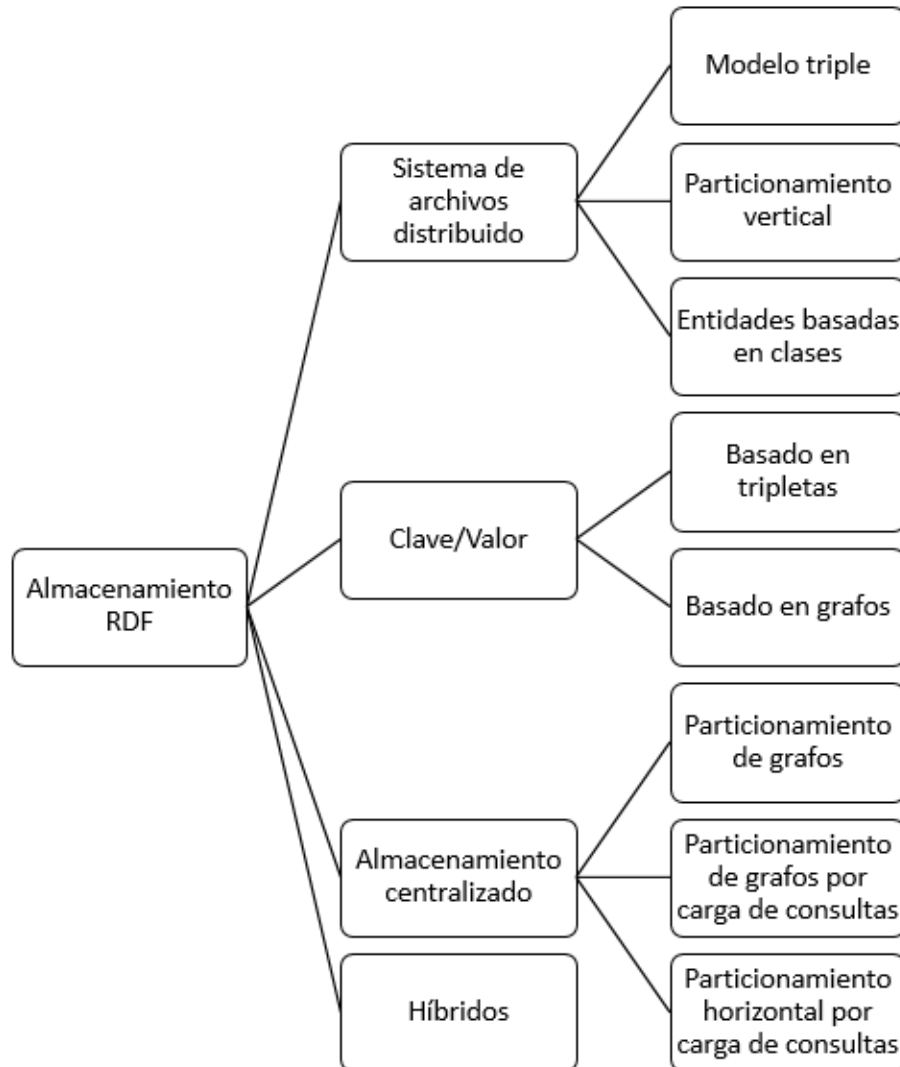 Almacenamiento
RDF
Sistema de
archivos
distribuido
Modelo triple
Particionamiento
vertical
Entidades basadas
en clases
Clave/Valor
Basado en
tripletas
Basado en grafos
Almacenamiento
centralizado
Particionamiento
de grafos
Particionamiento
de grafos por
carga de consultas
Particionamiento
horizontal por
carga de consultas
Híbridos